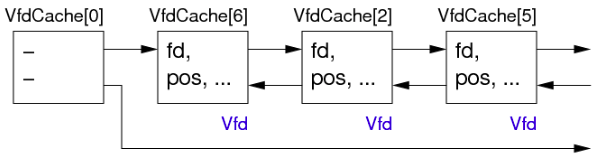 VfdCache[0] VfdCache[6] VfdCache[2] VfdCache[5]
– fd, fd, fd,
– pos, ... pos, ... pos, ...
Vfd Vfd Vfd